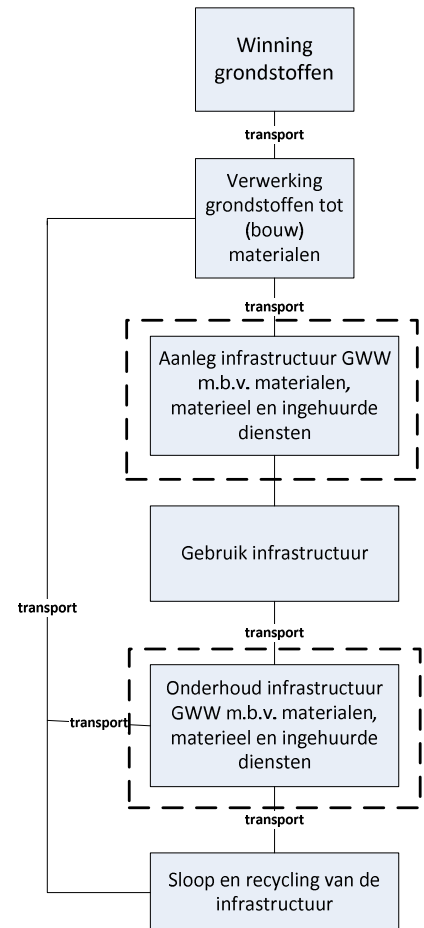 Winning
grondstoffen
transport
Verwerking
grondstoffen tot
(bouw)
materialen
transport
Aanleg infrastructuur GWW
m.b.v. materialen,
materieel en ingehuurde
diensten
Gebruik infrastructuur
transport
transport
Onderhoud infrastructuur
GWW m.b.v. materialen,
materieel en ingehuurde
diensten
transport
transport
Sloop en recycling van de
infrastructuur